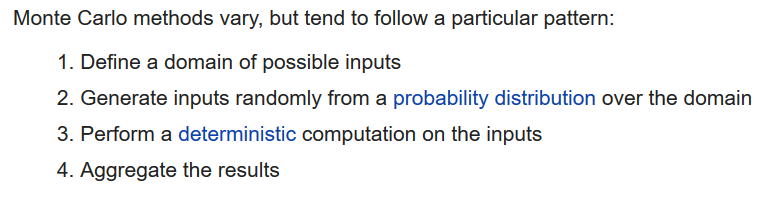 Monte Carlo methods vary, but tend to follow a particular pattern:
1. Define a domain of possible inputs
2. Generate inputs randomly from a probability distribution over the domain
3. Perform a deterministic computation on the inputs
4. Aggregate the results